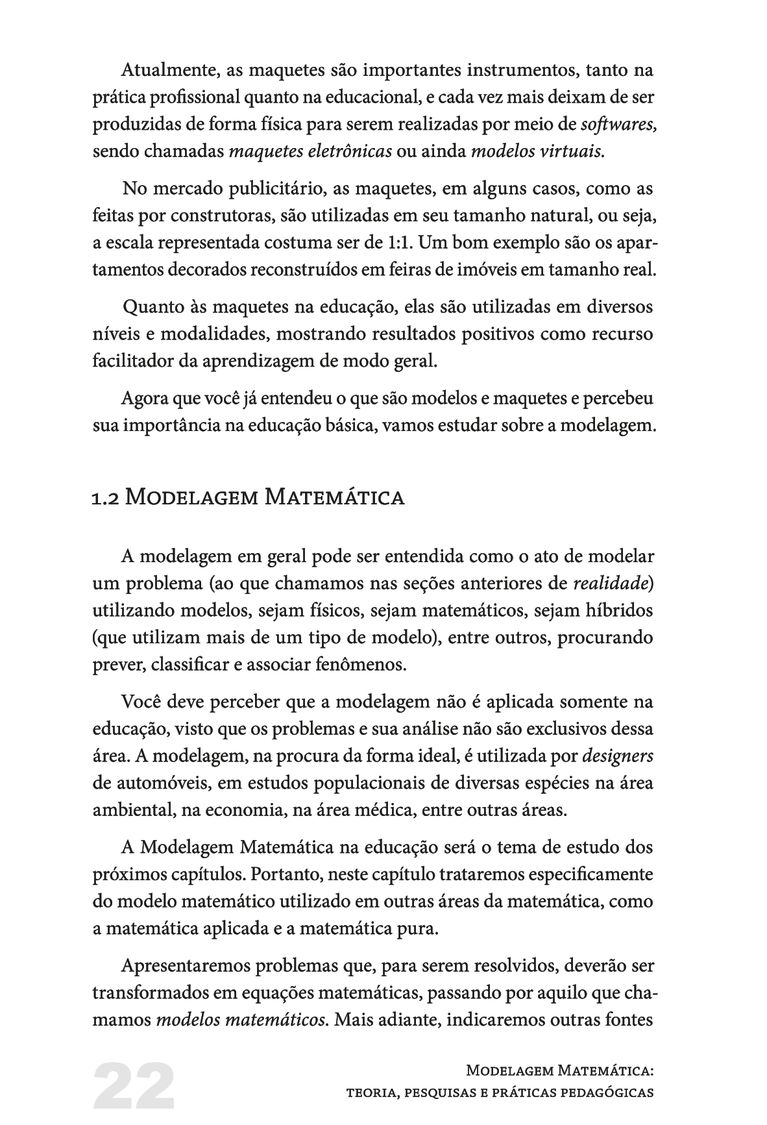 Atualmente, as maquetes são importantes instrumentos, tanto na
prática profissional quanto na educacional, e cada vez mais deixam de ser
produzidas de forma física para serem realizadas por meio de softwares,
sendo chamadas maquetes eletrônicas ou ainda modelos virtuais.
No mercado publicitário, as maquetes, em alguns casos, como as
feitas por construtoras, são utilizadas em seu tamanho natural, ou seja,
a escala representada costuma ser de 1:1. Um bom exemplo são os apar-
tamentos decorados reconstruídos em feiras de imóveis em tamanho real.
Quanto às maquetes na educação, elas são utilizadas em diversos
níveis e modalidades, mostrando resultados positivos como recurso
facilitador da aprendizagem de modo geral.
Agora que você já entendeu o que são modelos e maquetes e percebeu
sua importância na educação básica, vamos estudar sobre a modelagem.
1.2 Modelagem Matemática
A modelagem em geral pode ser entendida como o ato de modelar
um problema (ao que chamamos nas seções anteriores de realidade)
utilizando modelos, sejam físicos, sejam matemáticos, sejam híbridos
(que utilizam mais de um tipo de modelo), entre outros, procurando
prever, classificar e associar fenômenos.
Você deve perceber que a modelagem não é aplicada somente na
educação, visto que os problemas e sua análise não são exclusivos dessa
área. A modelagem, na procura da forma ideal, é utilizada por designers
de automóveis, em estudos populacionais de diversas espécies na área
ambiental, na economia, na área médica, entre outras áreas.
A Modelagem Matemática na educação será o tema de estudo dos
próximos capítulos. Portanto, neste capítulo trataremos especificamente
do modelo matemático utilizado em outras áreas da matemática, como
a matemática aplicada e a matemática pura.
Apresentaremos problemas que, para serem resolvidos, deverão ser
transformados em equações matemáticas, passando por aquilo que cha-
mamos modelos matemáticos. Mais adiante, indicaremos outras fontes
22
Modelagem Matemática:
teoria, pesquisas e práticas pedagógicas